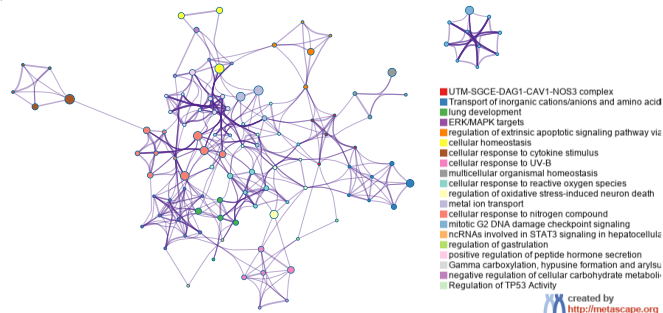 UTM-SGCE-DAG1-CAV1-NOS3 complex
Transport of inorganic cations/anions and amino acid
lung development
ERK/MAPK targets
regulation of extrinsic apoptotic signaling pathway via
cellular homeostasis
cellular response to cytokine stimulus
cellular response to UV-B
multicellular organismal homeostasis
cellular response to reactive oxygen species
regulation of oxidative stress-induced neuron death
metal ion transport
cellular response to nitrogen compound
mitotic G2 DNA damage checkpoint signaling
ncRNAs involved in STAT3 signaling in hepatocellula
regulation of gastrulation
positive regulation of peptide hormone secretion
Gamma carboxylation, hypusine formation and arylsu
negative regulation of cellular carbohydrate metaboli
Regulation of TP53 Activity
created by
http://metascape.org